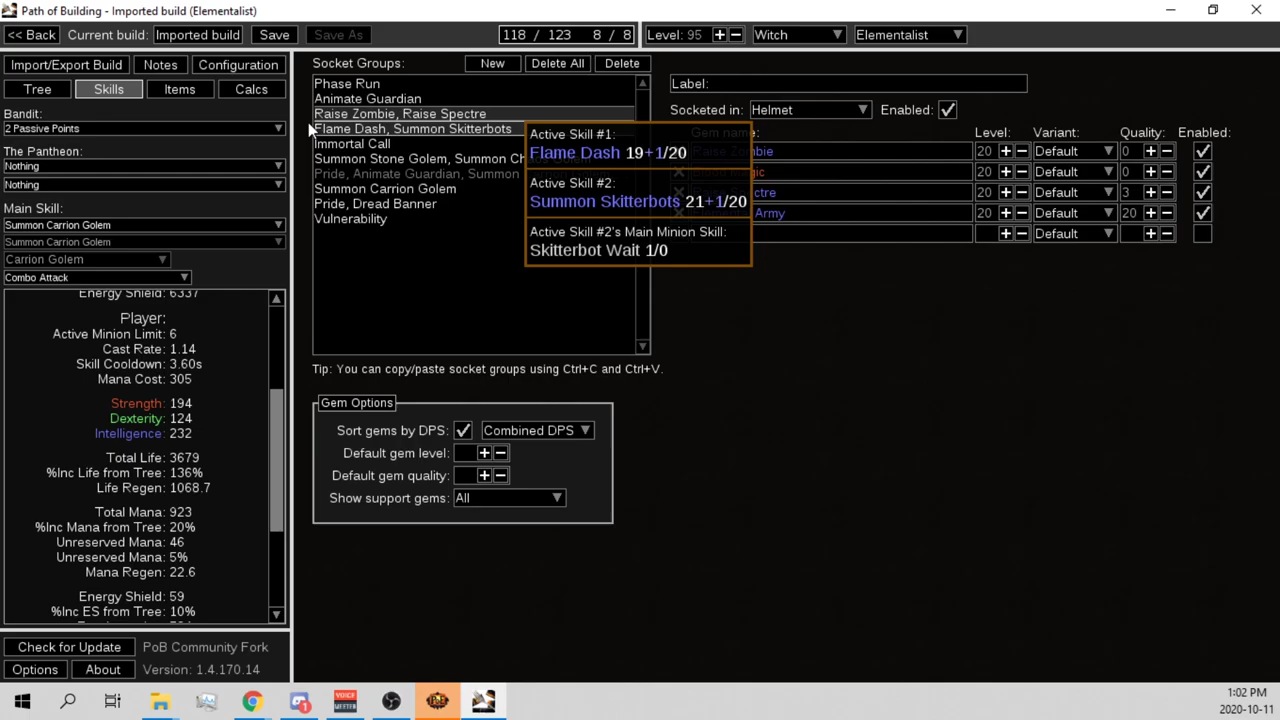 Path of Building - Imported build (Elementalist)
<< Back Current build: Imported build Save Save As 118 / 123 8 / 8 Level: 95 Witch Elementalist
Import/Export Build Notes Configuration
Tree Skills Items Calcs
Bandit:
2 Passive Points
The Pantheon:
Nothing
Nothing
Main Skill:
Summon Carrion Golem
Summon Carrion Golem
Carrion Golem
Combo Attack
Energy Shield: 6337
Player:
Active Minion Limit: 6
Cast Rate: 1.14
Skill Cooldown: 3.60s
Mana Cost: 305
Strength: 194
Dexterity: 124
Intelligence: 232
Total Life: 3679
%Inc Life from Tree: 136%
Life Regen: 1068.7
Total Mana: 923
%Inc Mana from Tree: 20%
Unreserved Mana: 46
Unreserved Mana: 5%
Mana Regen: 22.6
Energy Shield: 59
%Inc ES from Tree: 10%
Check for Update PoB Community Fork
Options About Version: 1.4.170.14
Socket Groups: New Delete All Delete
Phase Run
Animate Guardian
Raise Zombie, Raise Spectre
Flame Dash, Summon Skitterbots
Immortal Call
Summon Stone Golem, Summon Ch
Pride, Animate Guardian, Summon
Summon Carrion Golem
Pride, Dread Banner
Vulnerability
Active Skill #1:
Flame Dash 19+1/20
Active Skill #2:
Summon Skitterbots 21+1/20
Active Skill #2's Main Minion Skill:
Skitterbot Wait 1/0
Tip: You can copy/paste socket groups using Ctrl+C and Ctrl+V.
Gem Options
Sort gems by DPS: Combined DPS
Default gem level:
Default gem quality:
Show support gems: All
Label:
Socketed in: Helmet Enabled:
Gem name: Level: Variant: Quality: Enabled:
Zombie 20 Default 0
20 Default 0
20 Default 3
Army 20 Default 20
Default
1:02 PM
2020-10-11